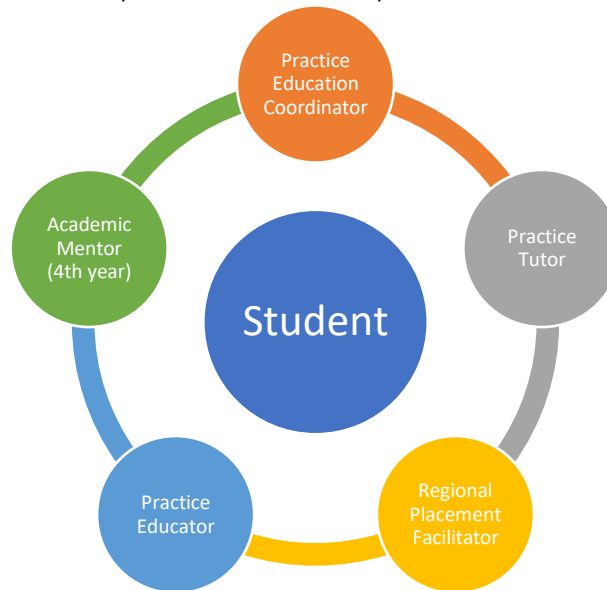 Practice
Education
Coordinator
Academic
Mentor
(4th year)
Practice
Tutor
Student
Practice
Educator
Regional
Placement
Facilitator